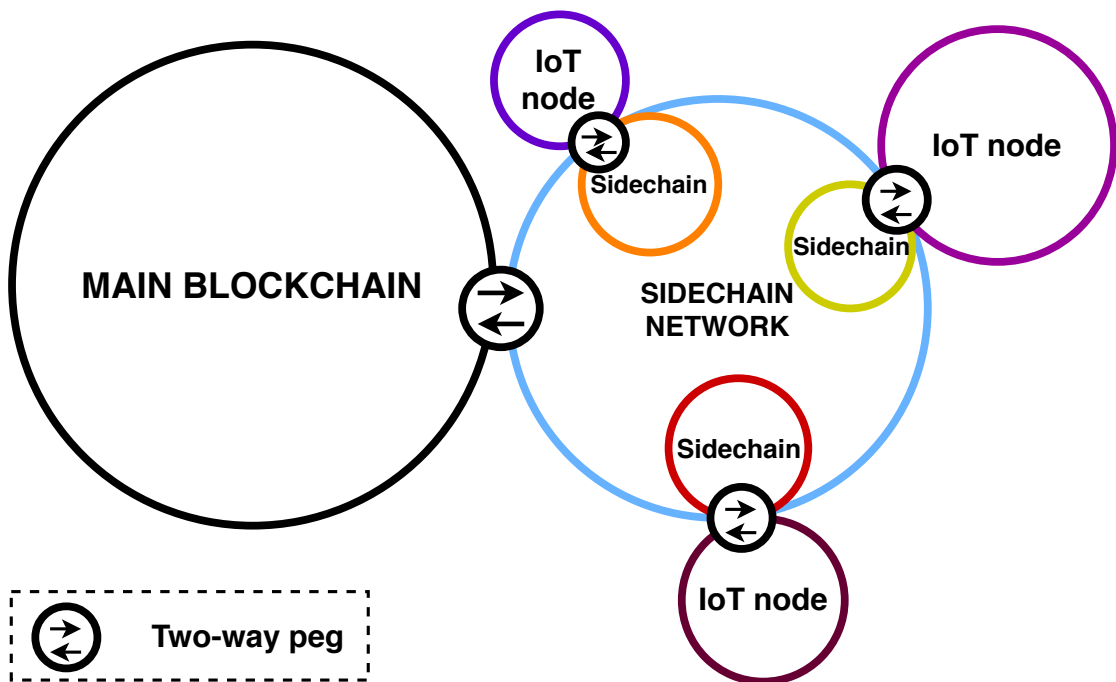 IoT
node
Sidechain
IoT node
Sidechain
MAIN BLOCKCHAIN
SIDECHAIN
NETWORK
Sidechain
IoT node
Two-way peg